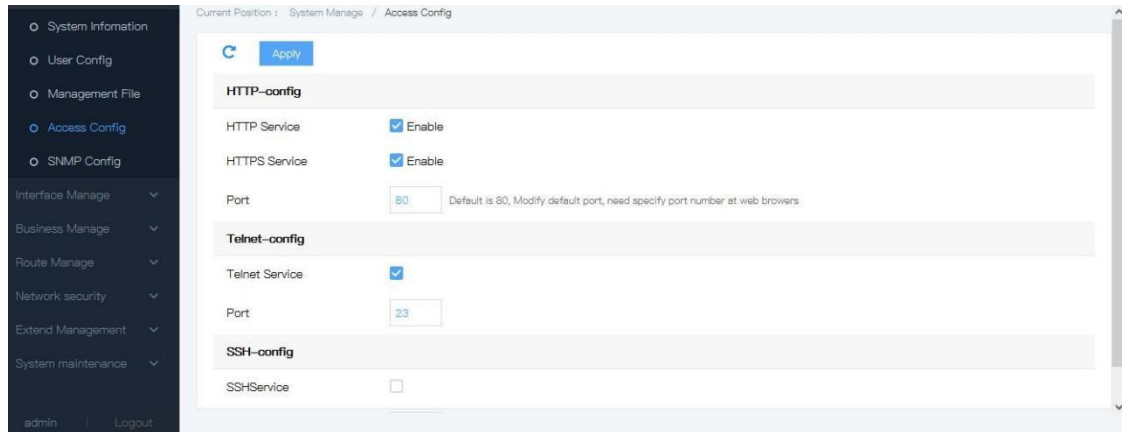 System Infomation
User Config
Management File
Access Config
SNMP Config
Interface Manage
Business Manage
Route Manage
Network security
Extend Management
System maintenance
admin | Logout
Current Position : System Manage / Access Config
Apply
HTTP-config
HTTP Service Enable
HTTPS Service Enable
Port 80 Default is 80, Modify default port, need specify port number at web browers
Telnet-config
Telnet Service
Port 23
SSH-config
SSHService